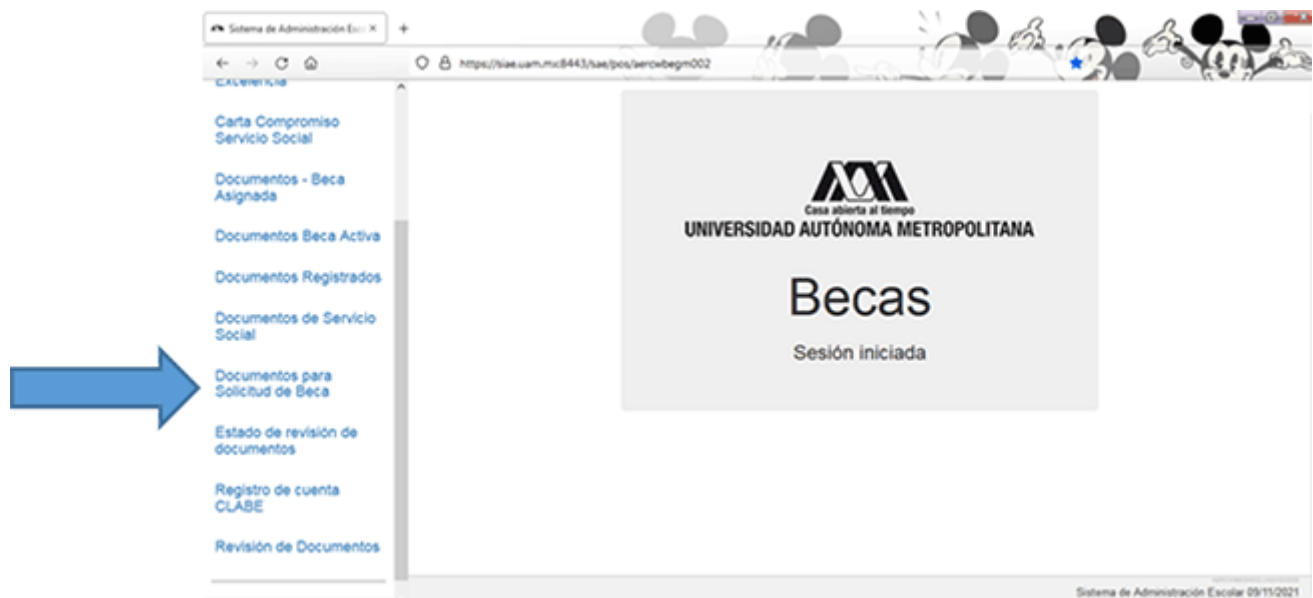 Sistema de Administración Esco
https://siae.uam.mx:8443/sae/pos/aercwbegm002
Excelencia
Carta Compromiso
Servicio Social
Documentos - Beca
Asignada
Documentos Beca Activa
Documentos Registrados
Documentos de Servicio
Social
Documentos para
Solicitud de Beca
Estado de revisión de
documentos
Registro de cuenta
CLABE
Revisión de Documentos
Casa abierta al tiempo
UNIVERSIDAD AUTÓNOMA METROPOLITANA
Becas
Sesión iniciada
Sistema de Administración Escolar 09/11/2021